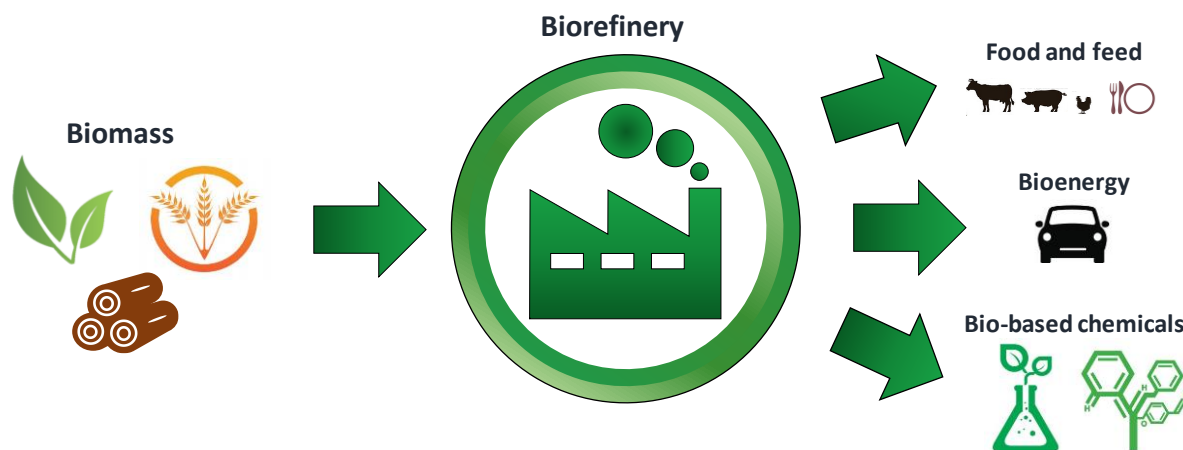 Biorefinery
Biomass
Food and feed
Bioenergy
Bio-based chemicals
H
H
O